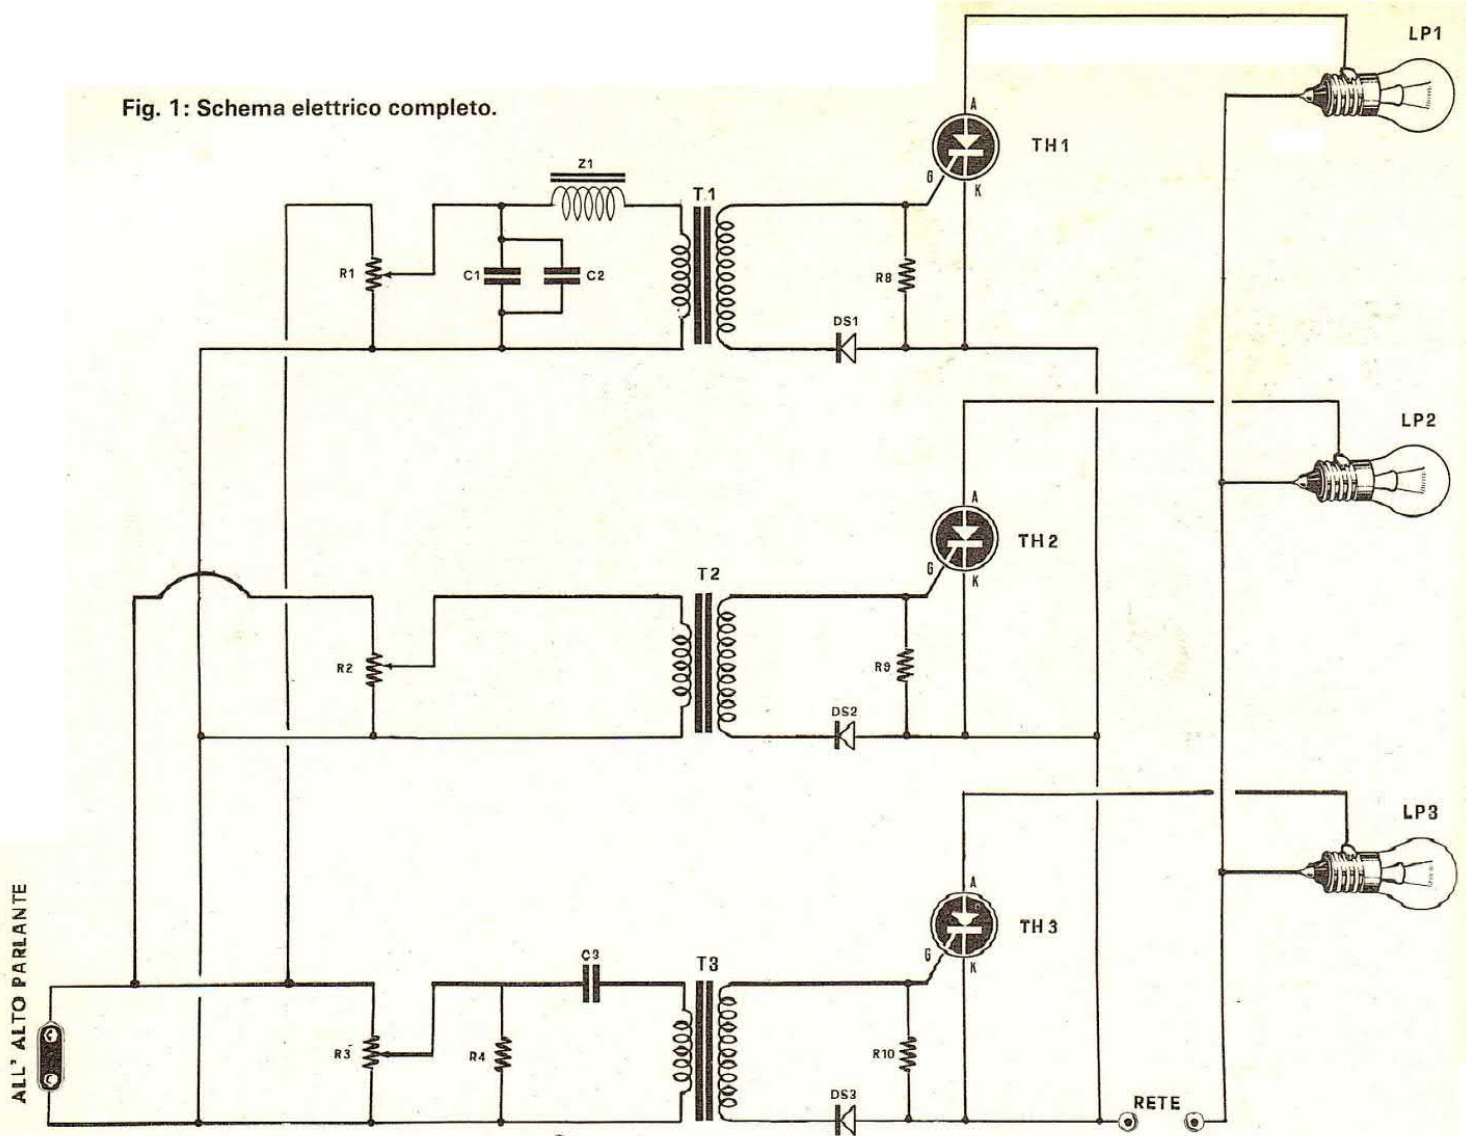 LP1
Fig. 1: Schema elettrico completo.
A
TH1
Z1
G
K
T.1
R1
C1
C2
R8
DS1
LP2
A
TH2
T2
G
K
R2
R9
DS2
LP3
A
TH3
G
K
C3
T3
ALL' ALTO PARLANTE
R3
R4
R10
DS3
RETE